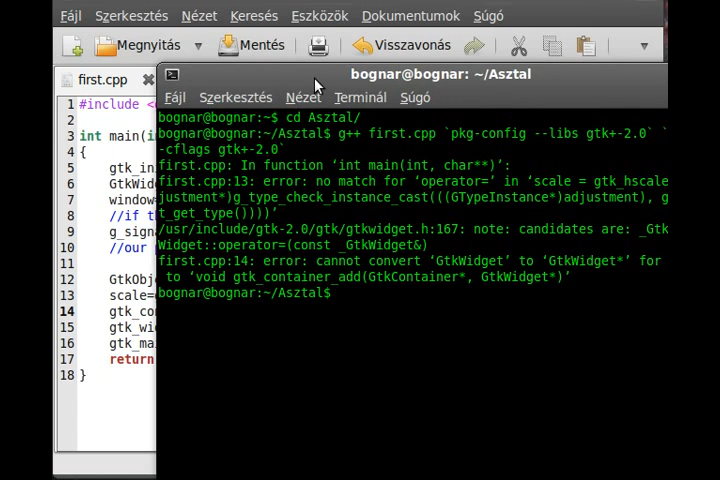 Fájl Szerkesztés Nézet Keresés Eszközök Dokumentumok Súgó
Megnyitás Mentés Visszavonás
first.cpp
bognar@bognar: ~/Asztal
Fájl Szerkesztés Nézet Terminál Súgó
bognar@bognar:~$ cd Asztal/
bognar@bognar:~/Asztal$ g++ first.cpp `pkg-config --libs gtk+-2.0` `
-cflags gtk+-2.0`
first.cpp: In function ‘int main(int, char**)’:
first.cpp:13: error: no match for ‘operator=’ in ‘scale = gtk_hscale
justment*)g_type_check_instance_cast(((GTypeInstance*)adjustment), g
t_get_type())))’
/usr/include/gtk-2.0/gtk/gtkwidget.h:167: note: candidates are: _Gtk
Widget::operator=(const _GtkWidget&)
first.cpp:14: error: cannot convert ‘GtkWidget’ to ‘GtkWidget*’ for
to ‘void gtk_container_add(GtkContainer*, GtkWidget*)’
bognar@bognar:~/Asztal$
1 #include
2
3 int main(
4 {
5 gtk_in
6 GtkWid
7 window
8 //if t
9 g_sign
10 //our
11
12 GtkObj
13 scale=
14 gtk_co
15 gtk_wi
16 gtk_ma
17 return
18 }